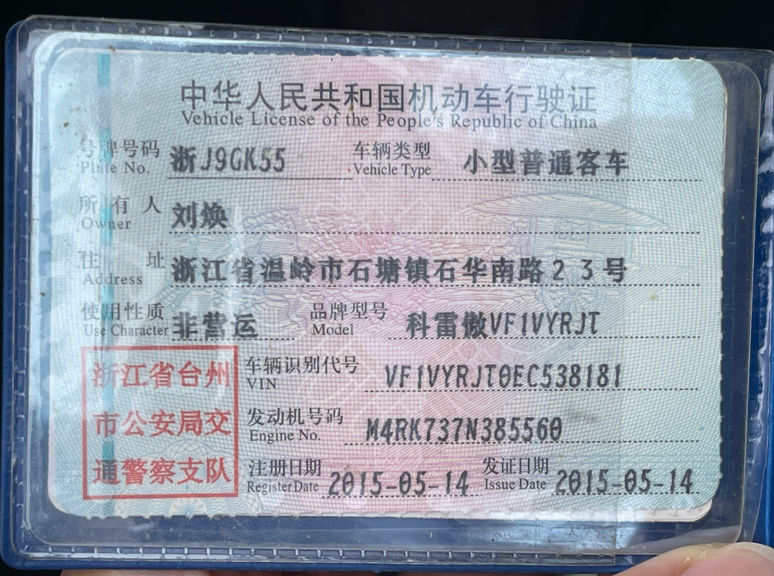 中华人民共和国机动车行驶证
Vehicle License of the People's Republic of China
号牌号码 浙J9GK55 车辆类型 小型普通客车
Plate No. Vehicle Type
所有人 刘焕
Owner
住址 浙江省温岭市石塘镇石华南路23号
Address
使用性质 非营运 品牌型号 科雷傲VF1VYRJT
Use Character Model
浙江省台州
市公安局交
通警察支队
车辆识别代号 VF1VYRJT0EC538181
VIN
发动机号码 M4RK737N385560
Engine No.
注册日期 2015-05-14 发证日期 2015-05-14
Register Date Issue Date